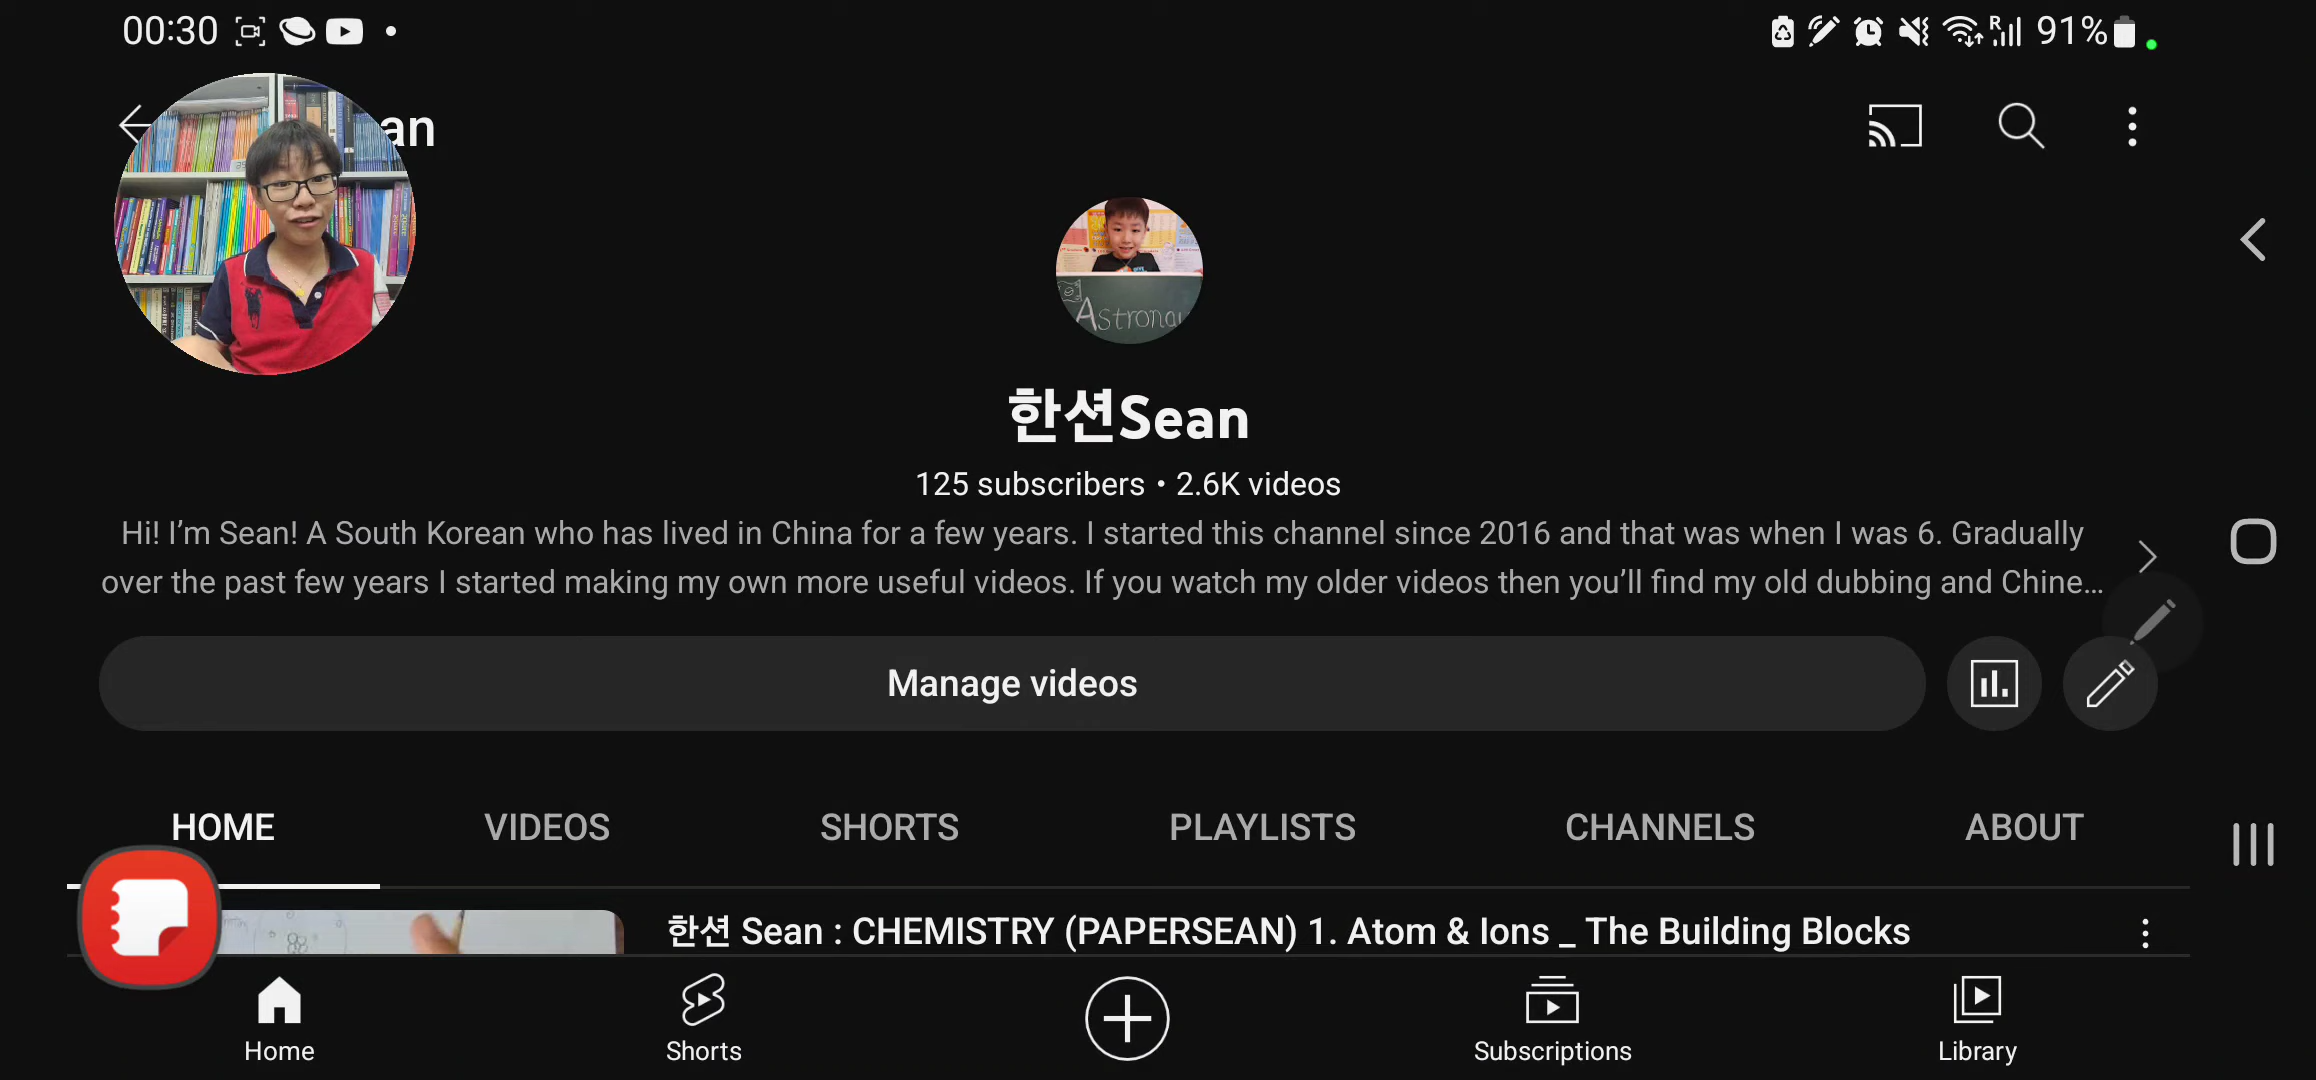 00:30
91%
an
Astrona
한션Sean
125 subscribers • 2.6K videos
Hi! I’m Sean! A South Korean who has lived in China for a few years. I started this channel since 2016 and that was when I was 6. Gradually
over the past few years I started making my own more useful videos. If you watch my older videos then you’ll find my old dubbing and Chine…
Manage videos
HOME VIDEOS SHORTS PLAYLISTS CHANNELS ABOUT
한션 Sean : CHEMISTRY (PAPERSEAN) 1. Atom & Ions _ The Building Blocks
Home Shorts Subscriptions Library